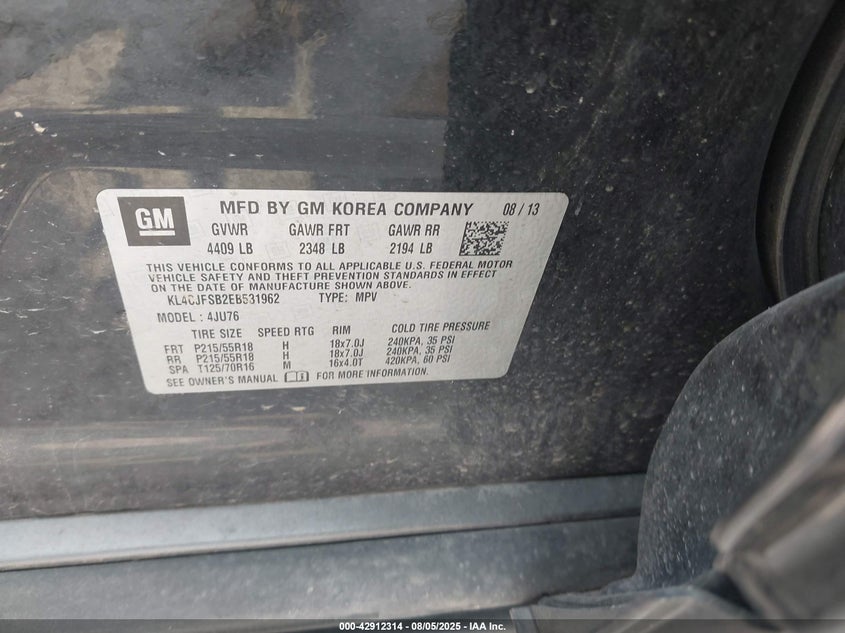 GM
MFD BY GM KOREA COMPANY 08/13
GVWR GAWR FRT GAWR RR
4409 LB 2348 LB 2194 LB
THIS VEHICLE CONFORMS TO ALL APPLICABLE U.S. FEDERAL MOTOR
VEHICLE SAFETY AND THEFT PREVENTION STANDARDS IN EFFECT
ON THE DATE OF MANUFACTURE SHOWN ABOVE.
KL4CJFSB2EB531962 TYPE: MPV
MODEL: 4JU76
TIRE SIZE SPEED RTG RIM COLD TIRE PRESSURE
FRT P215/55R18 H 18x7.0J 240KPA, 35 PSI
RR P215/55R18 H 18x7.0J 240KPA, 35 PSI
SPA T125/70R16 M 16x4.0T 420KPA, 60 PSI
SEE OWNER'S MANUAL FOR MORE INFORMATION.
000-42912314 - 08/05/2025 - IAA Inc.